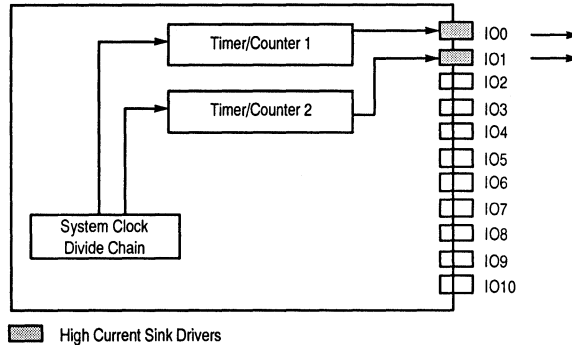 Timer/Counter 1
Timer/Counter 2
System Clock
Divide Chain
IO0
IO1
IO2
IO3
IO4
IO5
IO6
IO7
IO8
IO9
IO10
High Current Sink Drivers